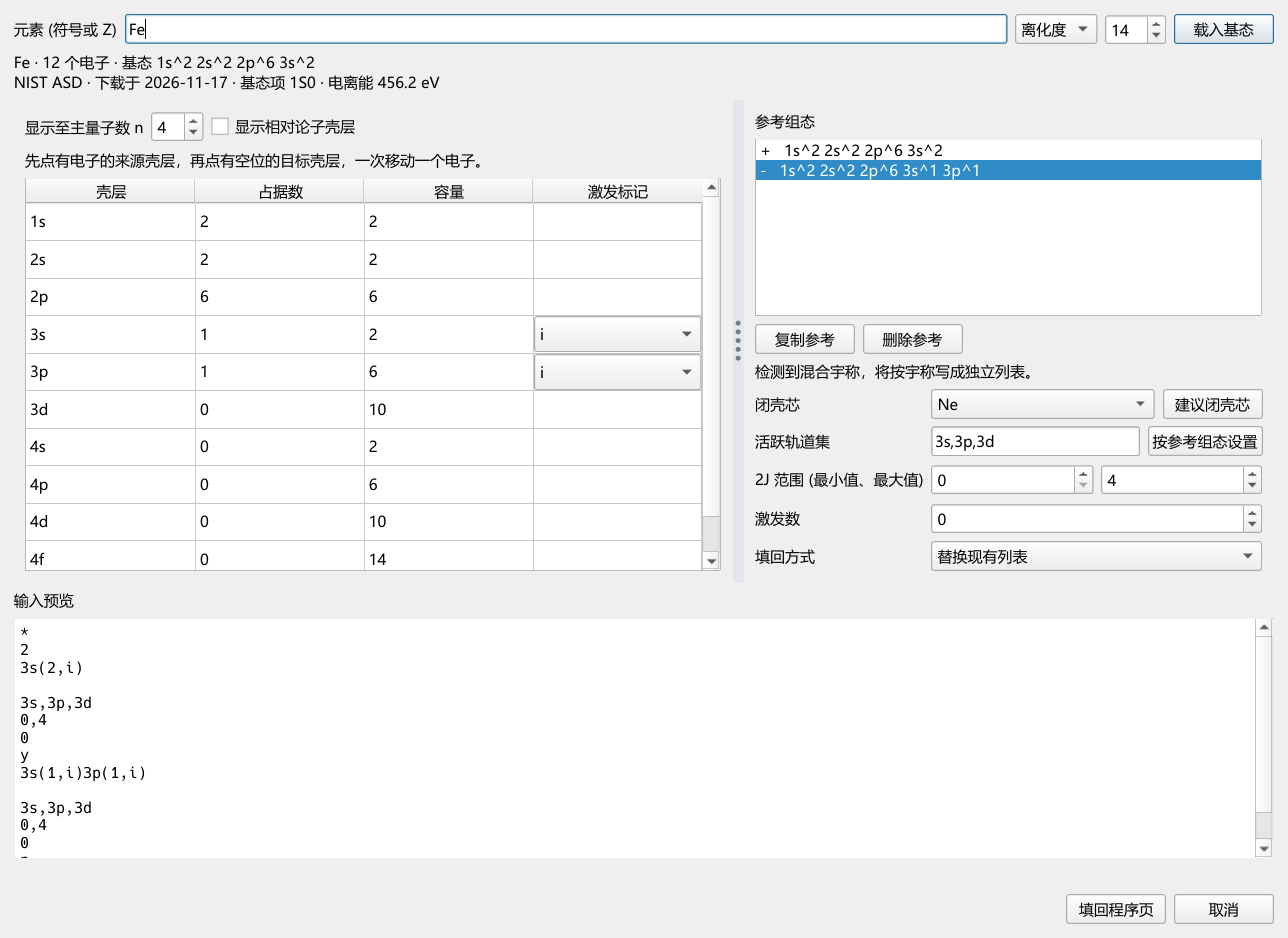 元素 (符号或 Z) Fe 离化度 14 载入基态
Fe · 12 个电子 · 基态 1s^2 2s^2 2p^6 3s^2
NIST ASD · 下载于 2026-11-17 · 基态项 1S0 · 电离能 456.2 eV
显示至主量子数 n 4 显示相对论子壳层
先点有电子的来源壳层，再点有空位的目标壳层，一次移动一个电子。
壳层 占据数 容量 激发标记
1s 2 2
2s 2 2
2p 6 6
3s 1 2 i
3p 1 6 i
3d 0 10
4s 0 2
4p 0 6
4d 0 10
4f 0 14
参考组态
+ 1s^2 2s^2 2p^6 3s^2
- 1s^2 2s^2 2p^6 3s^1 3p^1
复制参考 删除参考
检测到混合宇称，将按宇称写成独立列表。
闭壳芯 Ne 建议闭壳芯
活跃轨道集 3s,3p,3d 按参考组态设置
2J 范围 (最小值、最大值) 0 4
激发数 0
填回方式 替换现有列表
输入预览
*
2
3s(2,i)
3s,3p,3d
0,4
0
y
3s(1,i)3p(1,i)
3s,3p,3d
0,4
0
填回程序页 取消